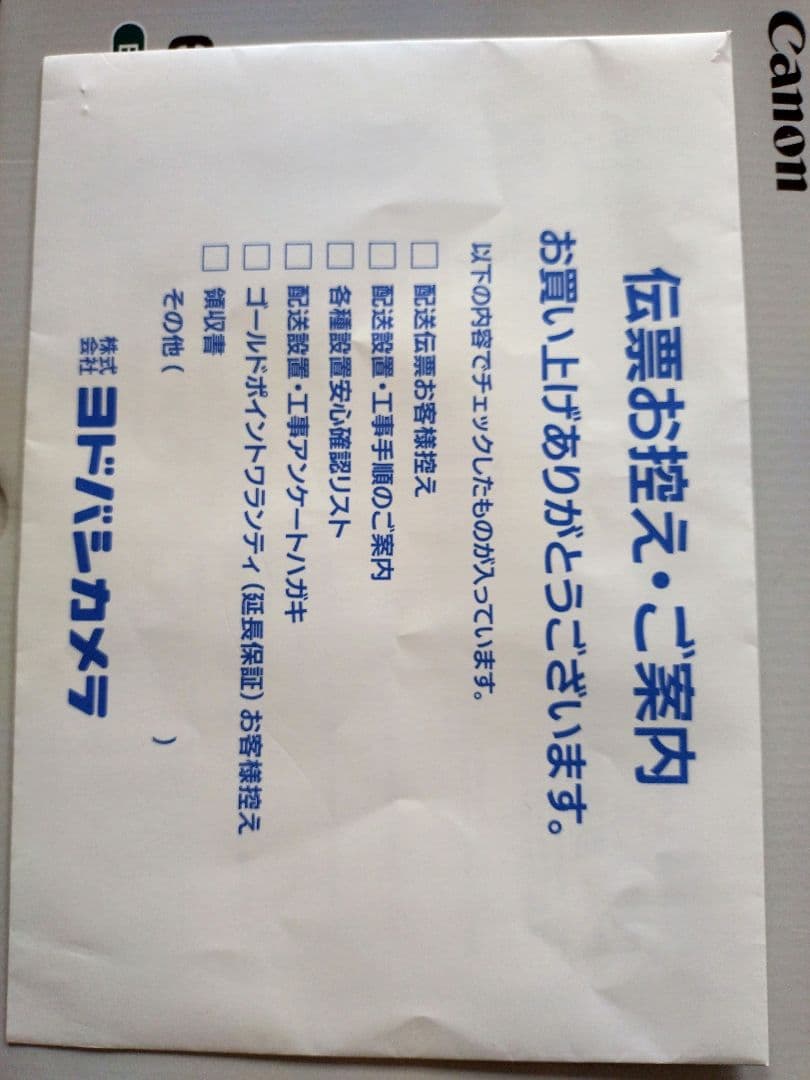 Canon
伝票お控え・ご案内
お買い上げありがとうございます。
以下の内容でチェックしたものが入っています。
□ 配送伝票お客様控え
□ 配送設置・工事手順のご案内
□ 各種設置安心確認リスト
□ 配送設置・工事アンケートハガキ
□ ゴールドポイントワランティ(延長保証)お客様控え
□ 領収書
その他( )
株式会社 ヨドバシカメラ